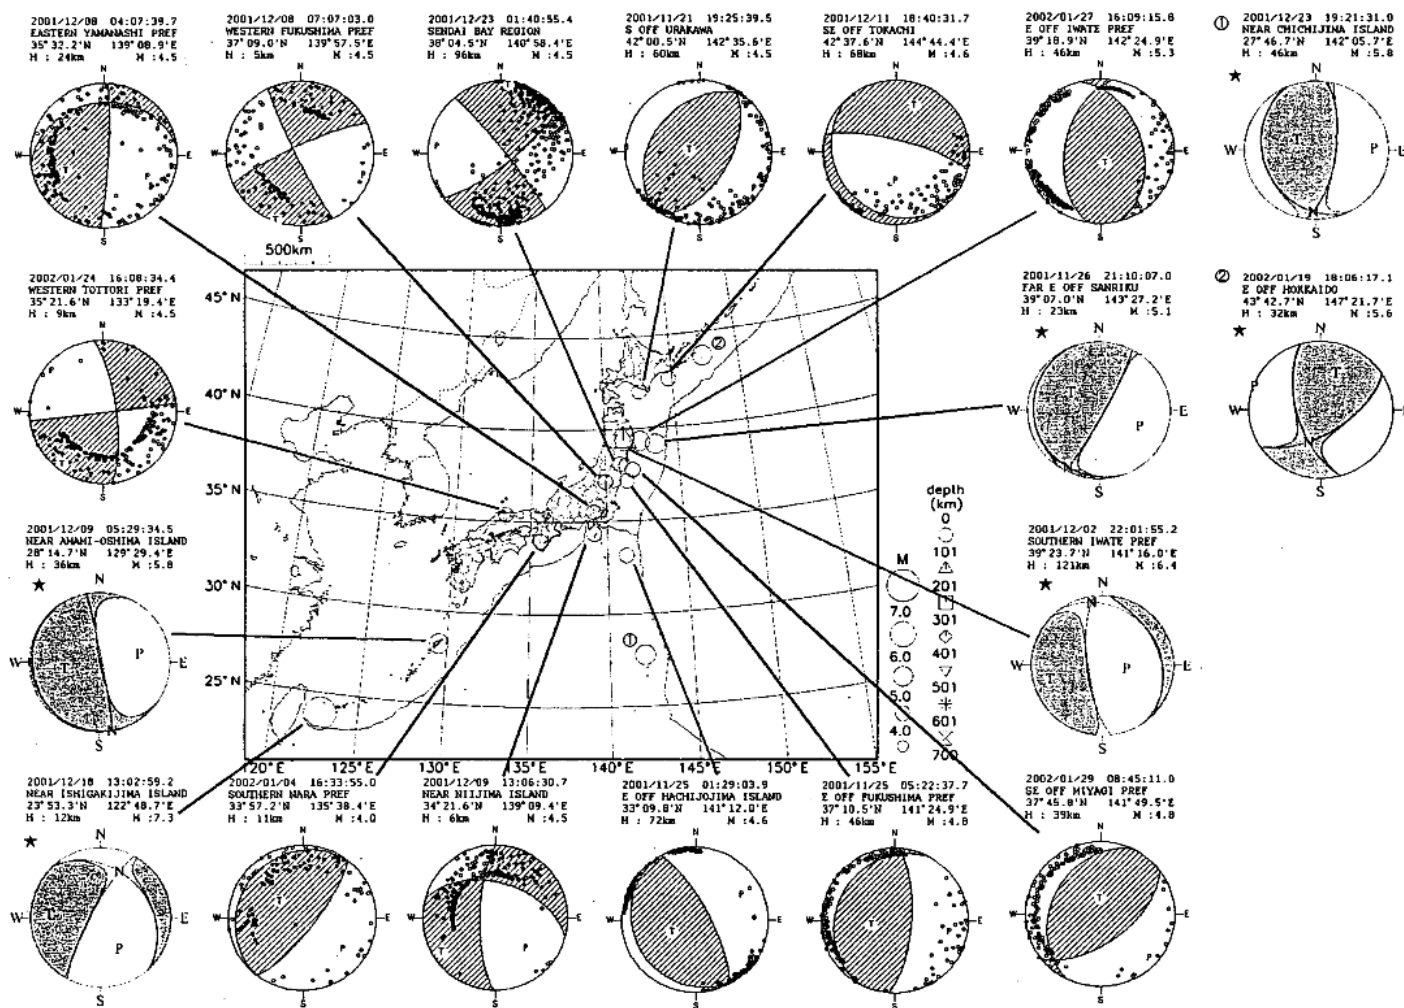 2001/12/08 04:07:39.7
EASTERN YAMANASHI PREF
35°32.2'N 139°08.9'E
H : 24km M :4.5
2001/12/08 07:07:03.0
WESTERN FUKUSHIMA PREF
37°09.0'N 139°57.5'E
H : 5km M :4.5
2001/12/23 01:40:55.4
SENDAI BAY REGION
38°04.5'N 140°58.4'E
H : 96km M :4.5
2001/11/21 19:25:39.5
S OFF URAKAWA
42°00.5'N 142°35.6'E
H : 60km M :4.5
2001/12/11 18:40:31.7
SE OFF TOKACHI
42°37.6'N 144°44.4'E
H : 68km M :4.6
2002/01/27 16:09:15.8
E OFF IWATE PREF
39°18.9'N 142°24.9'E
H : 46km M :5.3
① 2001/12/23 19:21:31.0
NEAR CHICHIJIMA ISLAND
27°46.7'N 142°05.7'E
H : 46km M :5.8
★
N
W T P E
N
S
500km
2002/01/24 16:08:34.4
WESTERN TOTTORI PREF
35°21.6'N 133°19.4'E
H : 9km M :4.5
2001/11/26 21:10:07.0
FAR E OFF SANRIKU
39°07.0'N 143°27.2'E
H : 23km M :5.1
★
② 2002/01/19 18:06:17.1
E OFF HOKKAIDO
43°42.7'N 147°21.7'E
H : 32km M :5.6
★
45°N
40°N
35°N
30°N
25°N
120°E 125°E 130°E 135°E 140°E 145°E 150°E 155°E
②
①
depth
(km)
0
101
201
301
401
501
601
700
M
7.0
6.0
5.0
4.0
2001/12/09 05:29:34.5
NEAR AMAMI-OSHIMA ISLAND
28°14.7'N 129°29.4'E
H : 36km M :5.8
★
2001/12/02 22:01:55.2
SOUTHERN IWATE PREF
39°23.7'N 141°16.0'E
H : 121km M :6.4
★
2001/12/18 13:02:59.2
NEAR ISHIGAKIJIMA ISLAND
23°53.3'N 122°48.7'E
H : 12km M :7.3
★
2002/01/04 16:33:55.0
SOUTHERN NARA PREF
33°57.2'N 135°38.4'E
H : 11km M :4.0
2001/12/09 13:06:30.7
NEAR NIIJIMA ISLAND
34°21.6'N 139°09.4'E
H : 6km M :4.5
2001/11/25 01:29:03.9
E OFF HACHIJOJIMA ISLAND
33°09.8'N 141°12.0'E
H : 72km M :4.6
2001/11/25 05:22:37.7
E OFF FUKUSHIMA PREF
37°10.5'N 141°24.9'E
H : 46km M :4.8
2002/01/29 08:45:11.0
SE OFF MIYAGI PREF
37°45.8'N 141°49.5'E
H : 39km M :4.8